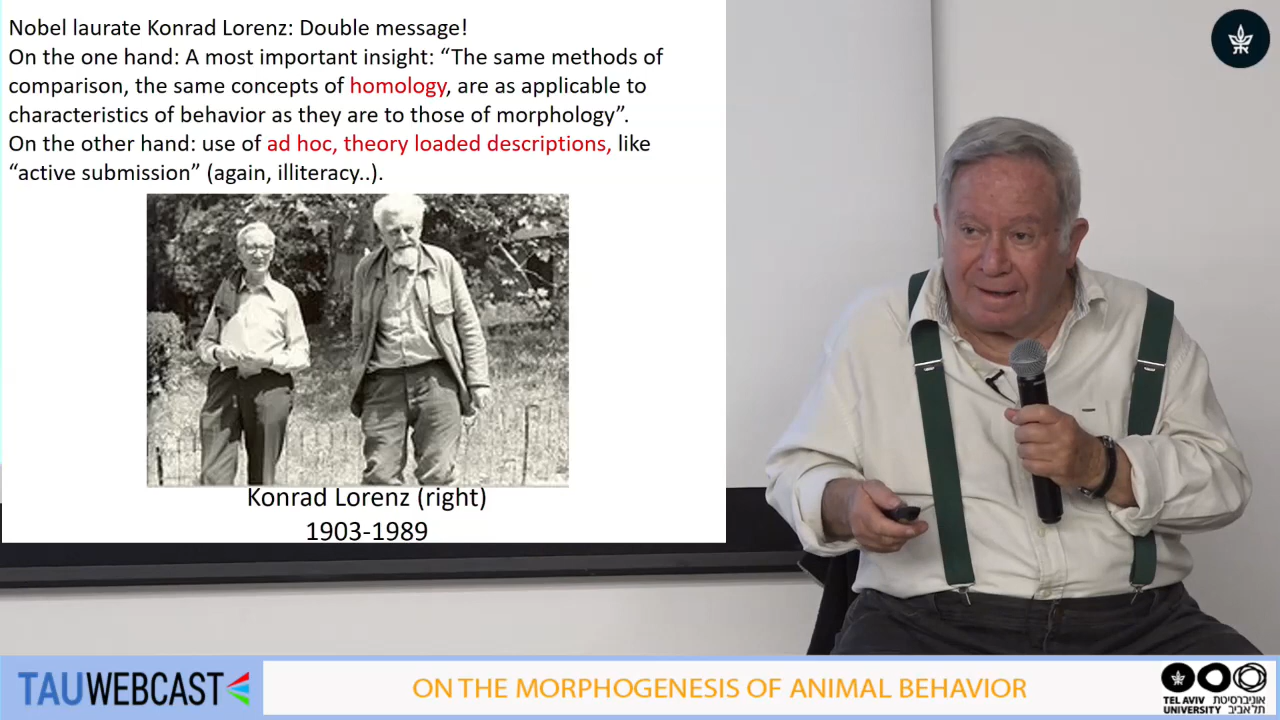 Nobel laurate Konrad Lorenz: Double message!
On the one hand: A most important insight: “The same methods of
comparison, the same concepts of homology, are as applicable to
characteristics of behavior as they are to those of morphology”.
On the other hand: use of ad hoc, theory loaded descriptions, like
“active submission” (again, illiteracy..).
Konrad Lorenz (right)
1903-1989
TAUWEBCAST
ON THE MORPHOGENESIS OF ANIMAL BEHAVIOR
TEL AVIV אוניברסיטת
UNIVERSITY תל אביב